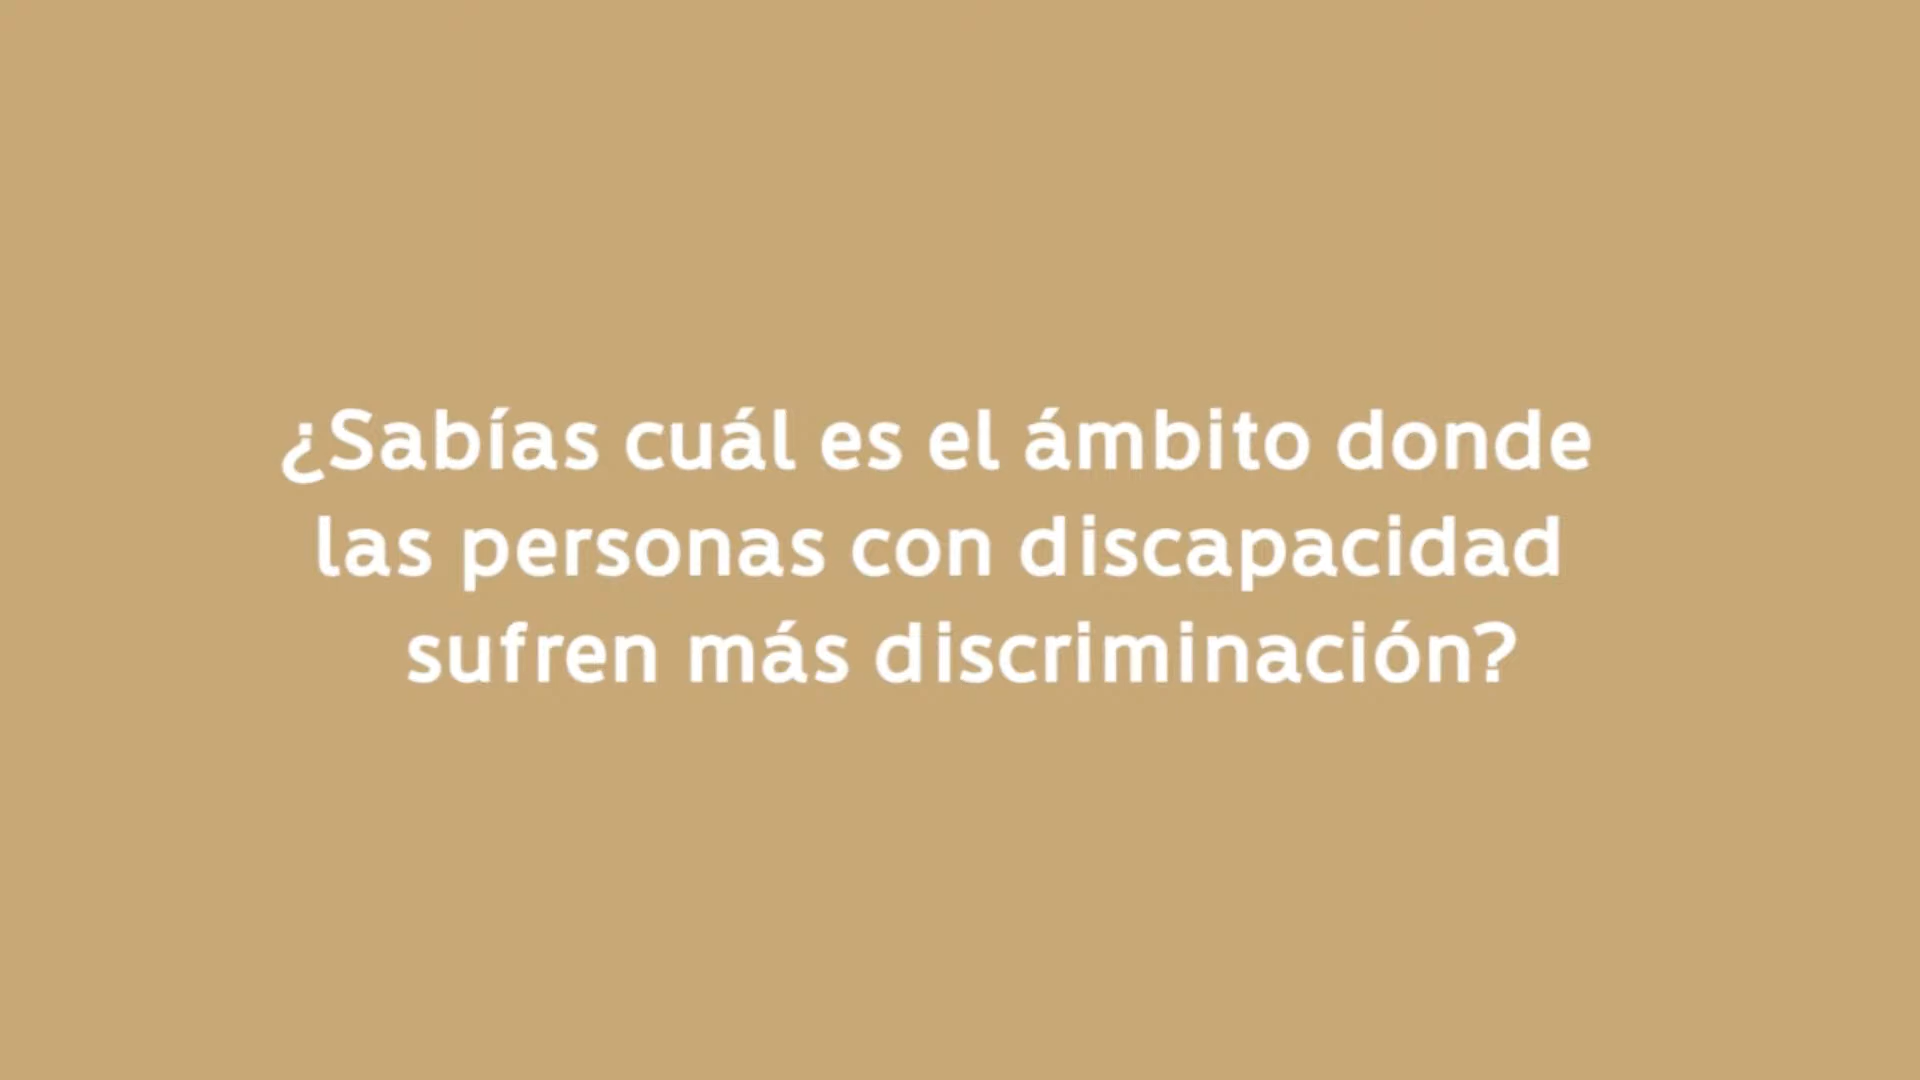 ¿Sabías cuál es el ámbito donde
las personas con discapacidad
sufren más discriminación?